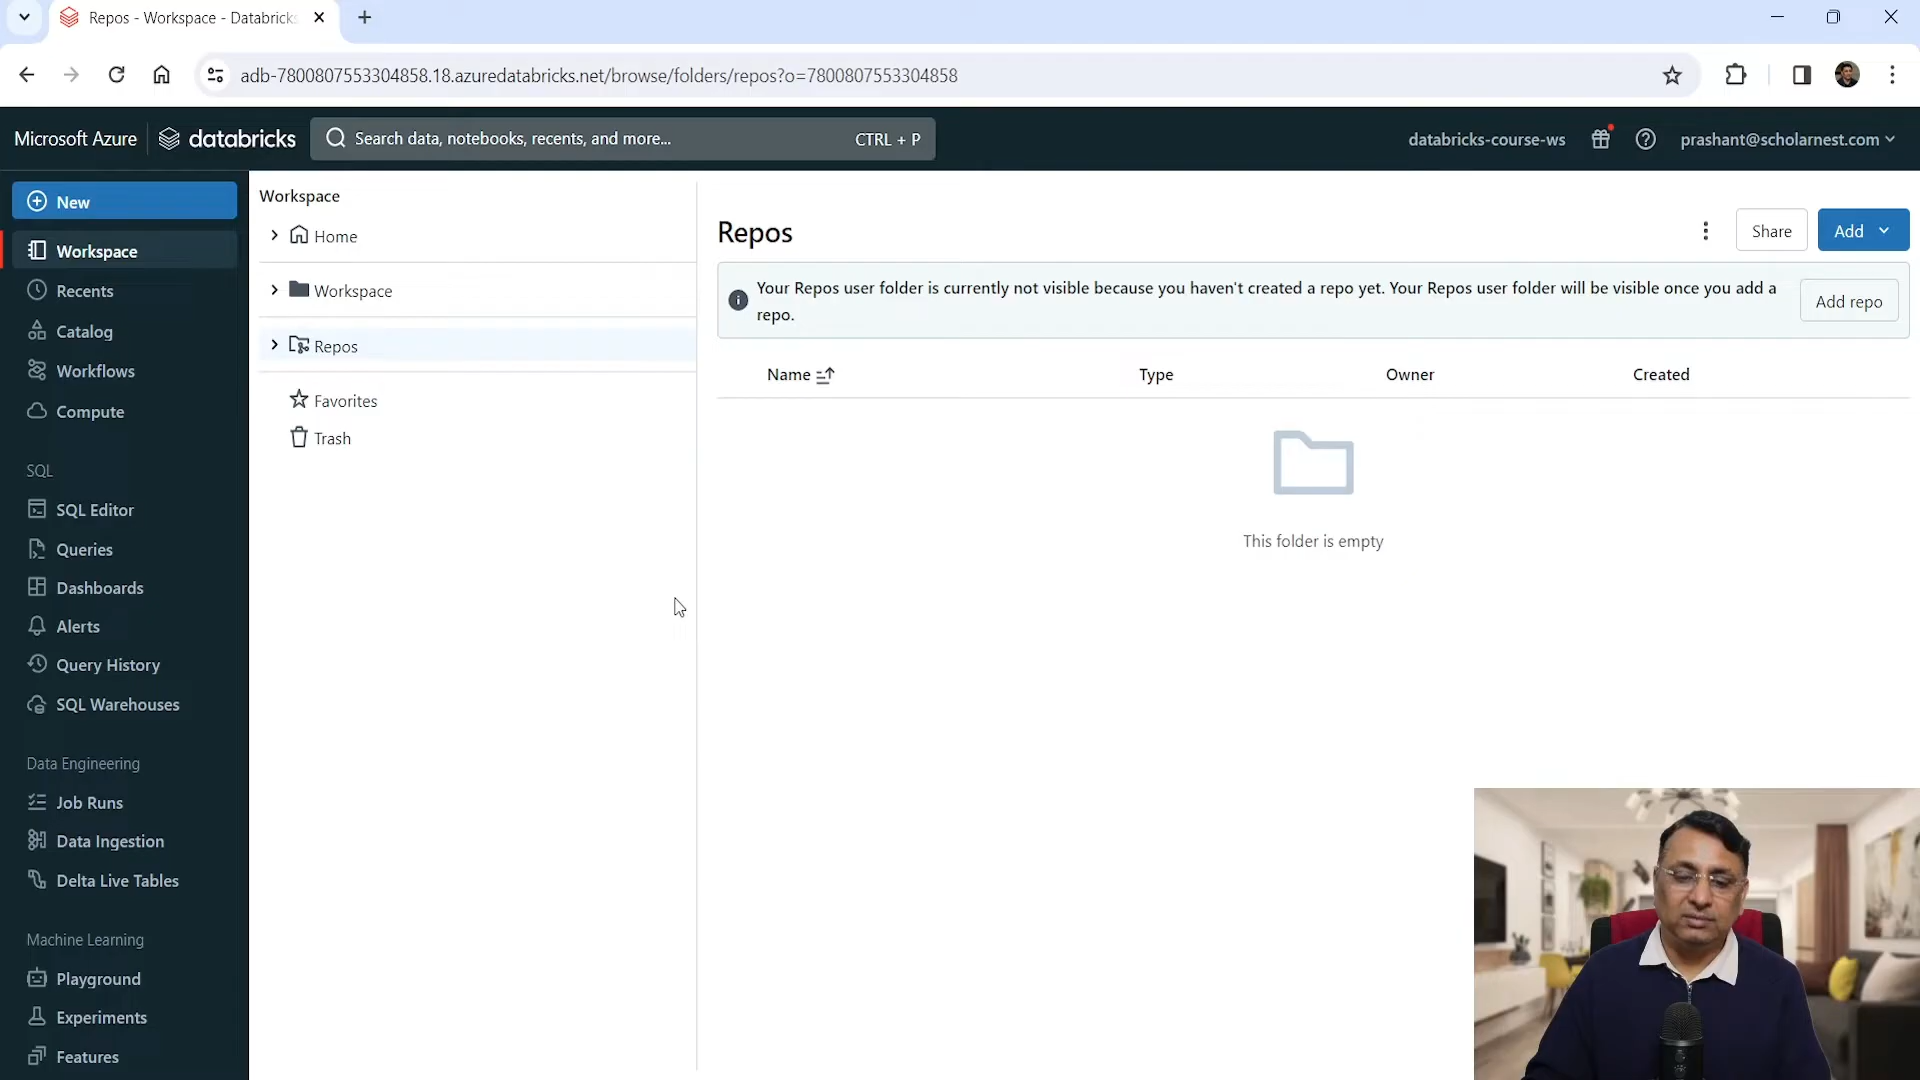 Repos - Workspace - Databricks
adb-7800807553304858.18.azuredatabricks.net/browse/folders/repos?o=7800807553304858
Microsoft Azure
databricks
Search data, notebooks, recents, and more...
CTRL + P
databricks-course-ws
prashant@scholarnest.com
New
Workspace
Recents
Catalog
Workflows
Compute
SQL
SQL Editor
Queries
Dashboards
Alerts
Query History
SQL Warehouses
Data Engineering
Job Runs
Data Ingestion
Delta Live Tables
Machine Learning
Playground
Experiments
Features
Workspace
Home
Workspace
Repos
Favorites
Trash
Repos
Share
Add
Your Repos user folder is currently not visible because you haven't created a repo yet. Your Repos user folder will be visible once you add a
repo.
Add repo
Name
Type
Owner
Created
This folder is empty